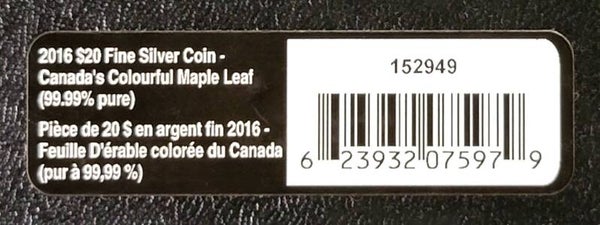 2016 $20 Fine Silver Coin -
Canada's Colourful Maple Leaf
(99.99% pure)
Pièce de 20 $ en argent fin 2016 -
Feuille D'érable colorée du Canada
(pur à 99,99 %)
152949
6 23932 07597 9